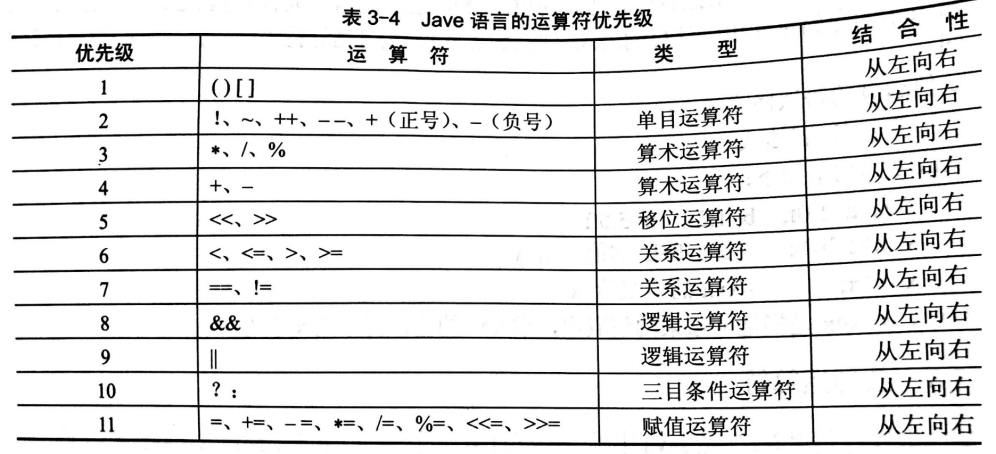 表 3-4 Jave 语言的运算符优先级
优先级 运 算 符 类 型 结 合 性
1 ()[] 从左向右
2 !、~、++、--、+（正号）、-（负号） 单目运算符 从左向右
3 *、/、% 算术运算符 从左向右
4 +、- 算术运算符 从左向右
5 <<、>> 移位运算符 从左向右
6 <、<=、>、>= 关系运算符 从左向右
7 ==、!= 关系运算符 从左向右
8 && 逻辑运算符 从左向右
9 || 逻辑运算符 从左向右
10 ? : 三目条件运算符 从左向右
11 =、+=、-=、*=、/=、%=、<<=、>>= 赋值运算符 从左向右